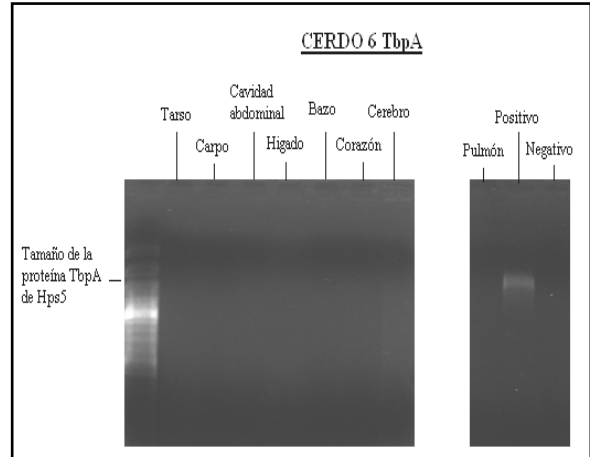 CERDO 6 TbpA
Cavidad
abdominal
Tarso
Bazo
Cerebro
Carpo
Higado
Corazón
Positivo
Pulmón
Negativo
Tamaño de la
proteína TbpA
de Hps5